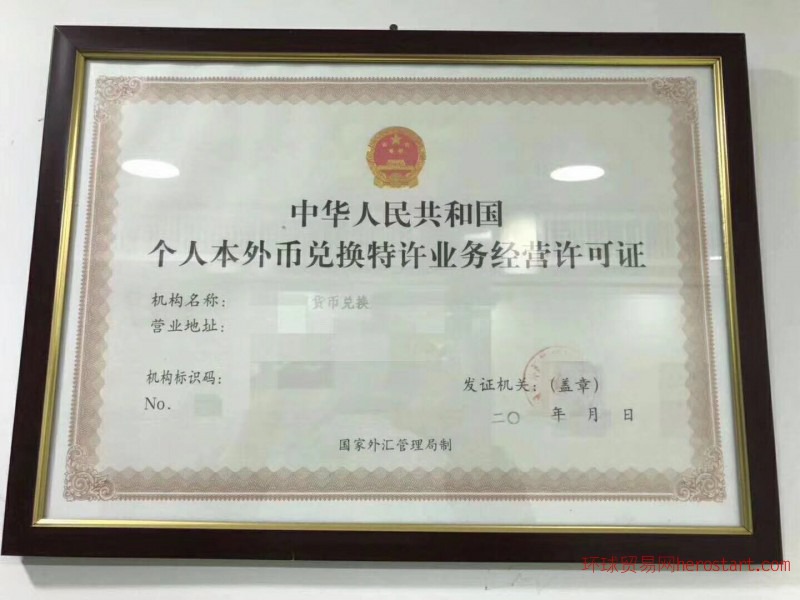 中华人民共和国
个人本外币兑换特许业务经营许可证
机构名称: 货币兑换
营业地址:
机构标识码:
No.
发证机关: (盖章)
二〇 年 月 日
国家外汇管理局制
环球贸易网herostart.com